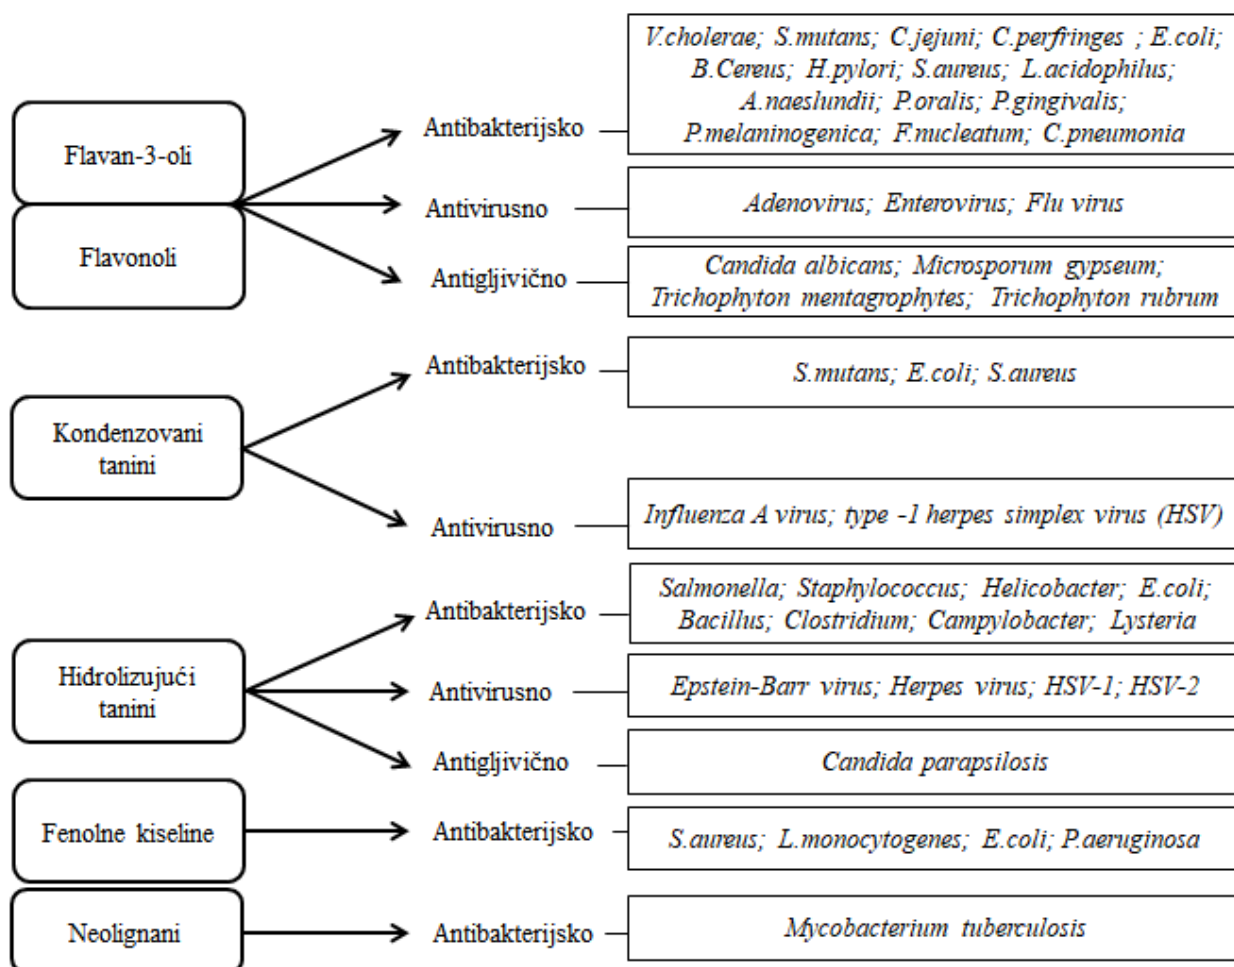 Flavan-3-oli
Flavonoli
Antibakterijsko
V.cholerae; S.mutans; C.jejuni; C.perfringes ; E.coli;
B.Cereus; H.pylori; S.aureus; L.acidophilus;
A.naeslundii; P.oralis; P.gingivalis;
P.melaninogenica; F.nucleatum; C.pneumonia
Antivirusno
Adenovirus; Enterovirus; Flu virus
Antigljivično
Candida albicans; Microsporum gypseum;
Trichophyton mentagrophytes; Trichophyton rubrum
Kondenzovani
tanini
Antibakterijsko
S.mutans; E.coli; S.aureus
Antivirusno
Influenza A virus; type -1 herpes simplex virus (HSV)
Hidrolizujući
tanini
Antibakterijsko
Salmonella; Staphylococcus; Helicobacter; E.coli;
Bacillus; Clostridium; Campylobacter; Lysteria
Antivirusno
Epstein-Barr virus; Herpes virus; HSV-1; HSV-2
Antigljivično
Candida parapsilosis
Fenolne kiseline
Antibakterijsko
S.aureus; L.monocytogenes; E.coli; P.aeruginosa
Neolignani
Antibakterijsko
Mycobacterium tuberculosis